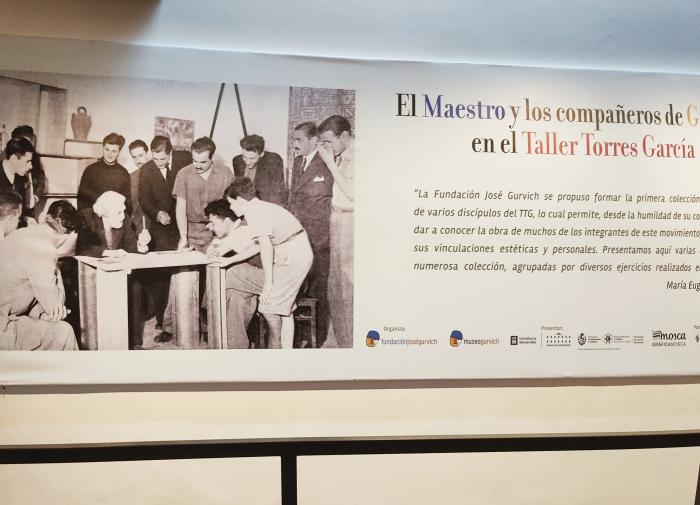 El Maestro y los compañeros de G
en el Taller Torres García
"La Fundación José Gurvich se propuso formar la primera colección
de varios discípulos del TTG, lo cual permite, desde la humildad de su co
dar a conocer la obra de muchos de los integrantes de este movimiento
sus vinculaciones estéticas y personales. Presentamos aquí varias
numerosa colección, agrupadas por diversos ejercicios realizados e
María Eug
Organiza:
fundaciónjoségurvich
museogurvich
Presentan:
mosca
GRÁFICAMOSCA